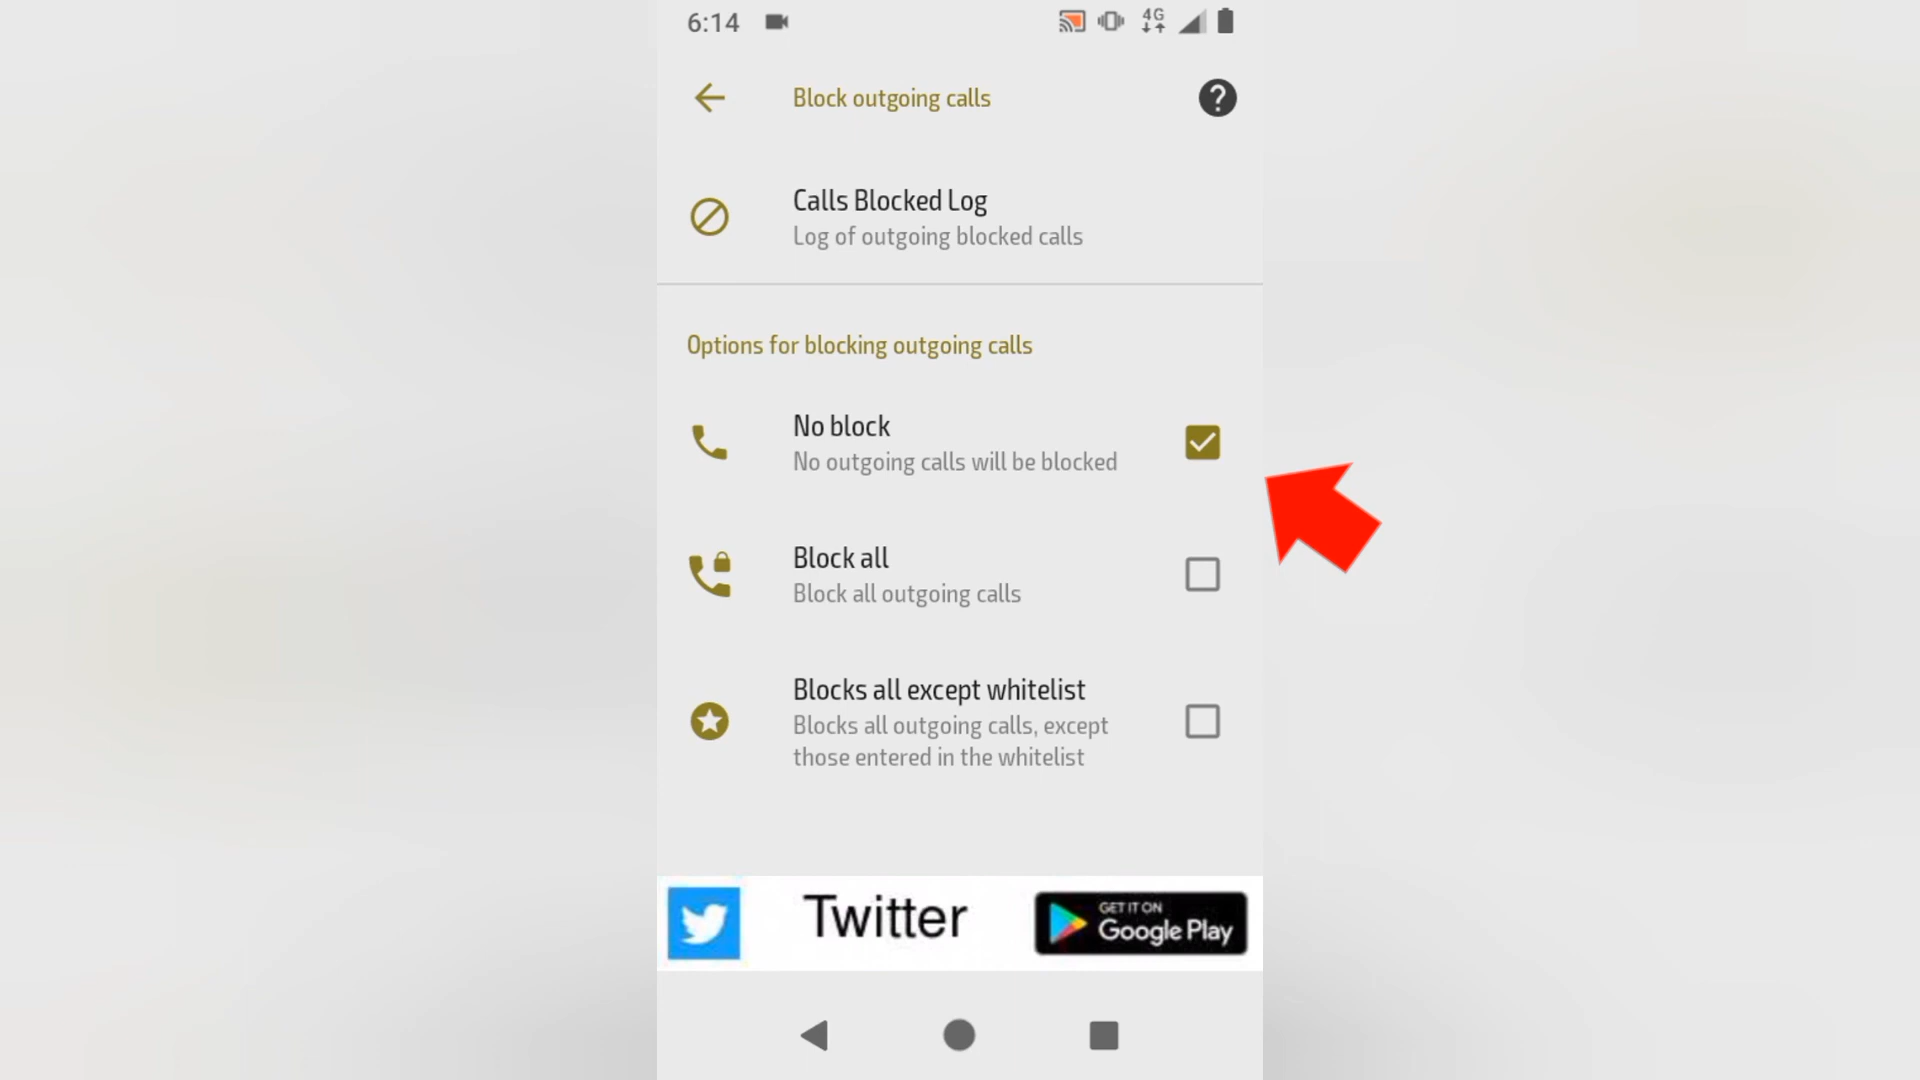 6:14
4G
Block outgoing calls
?
Calls Blocked Log
Log of outgoing blocked calls
Options for blocking outgoing calls
No block
No outgoing calls will be blocked
Block all
Block all outgoing calls
Blocks all except whitelist
Blocks all outgoing calls, except
those entered in the whitelist
Twitter
GET IT ON
Google Play